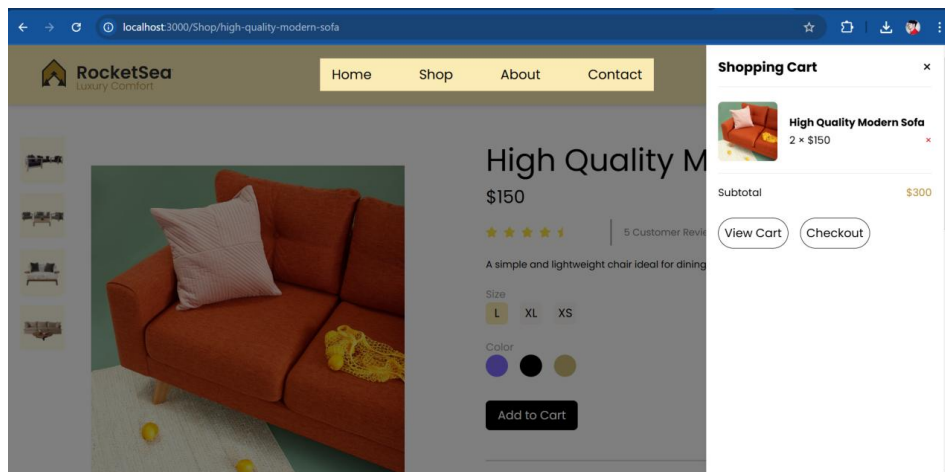 localhost:3000/Shop/high-quality-modern-sofa
RocketSea
Luxury Comfort
Home Shop About Contact
High Quality M
$150
5 Customer Revie
A simple and lightweight chair ideal for dining
Size
L XL XS
Color
Add to Cart
Shopping Cart ×
High Quality Modern Sofa
2 × $150 ×
Subtotal $300
View Cart Checkout